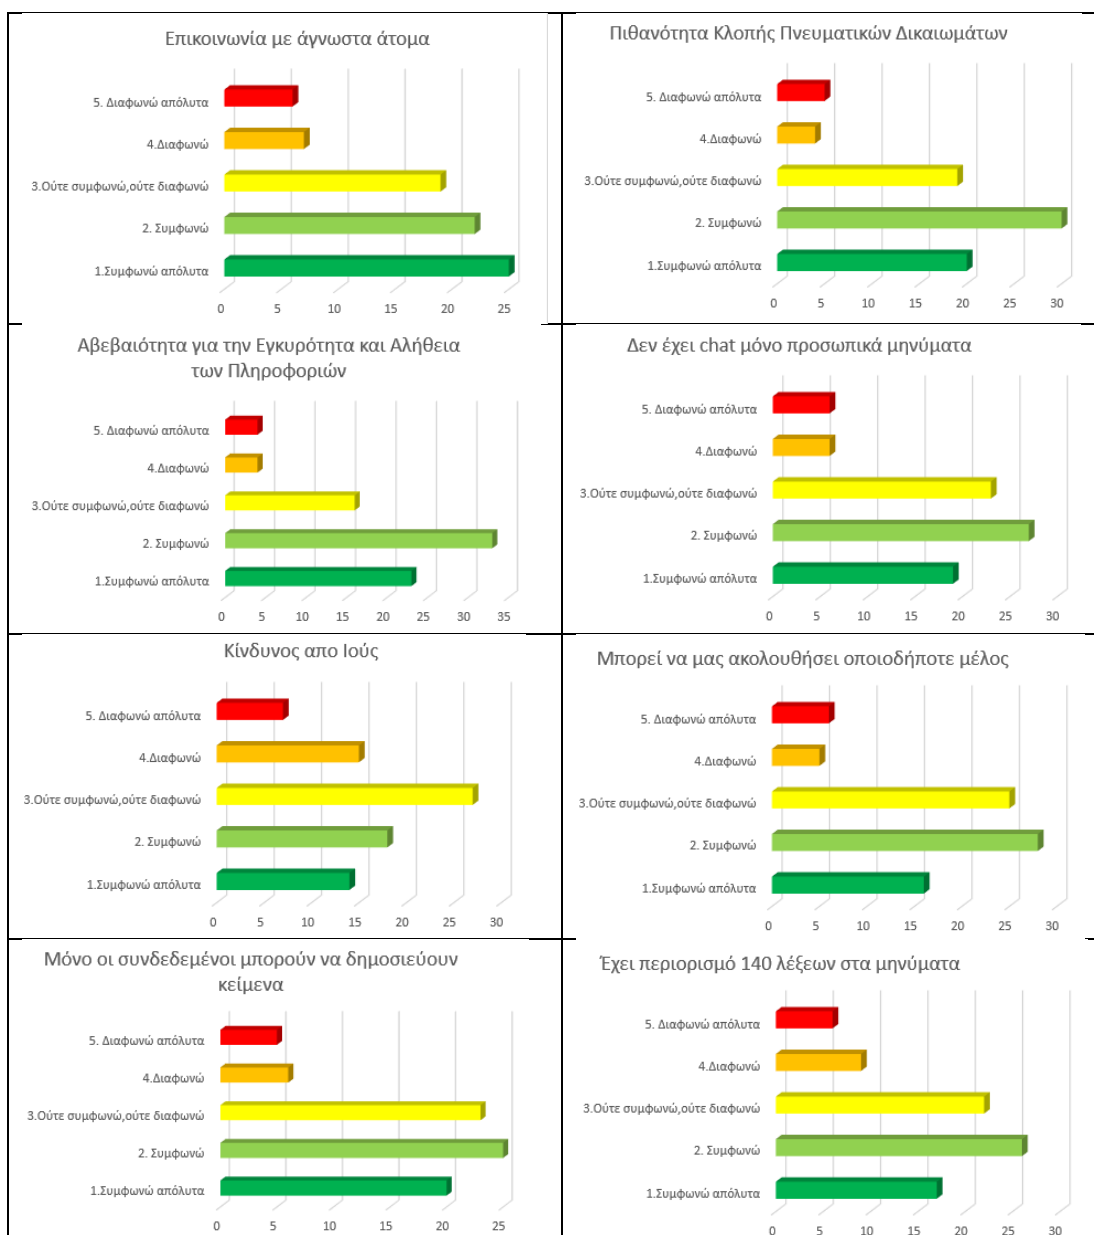 Επικοινωνία με άγνωστα άτομα
5. Διαφωνώ απόλυτα
4.Διαφωνώ
3.Ούτε συμφωνώ,ούτε διαφωνώ
2. Συμφωνώ
1.Συμφωνώ απόλυτα
0 5 10 15 20 25
Πιθανότητα Κλοπής Πνευματικών Δικαιωμάτων
5. Διαφωνώ απόλυτα
4.Διαφωνώ
3.Ούτε συμφωνώ,ούτε διαφωνώ
2. Συμφωνώ
1.Συμφωνώ απόλυτα
0 5 10 15 20 25 30
Αβεβαιότητα για την Εγκυρότητα και Αλήθεια
των Πληροφοριών
5. Διαφωνώ απόλυτα
4.Διαφωνώ
3.Ούτε συμφωνώ,ούτε διαφωνώ
2. Συμφωνώ
1.Συμφωνώ απόλυτα
0 5 10 15 20 25 30 35
Δεν έχει chat μόνο προσωπικά μηνύματα
5. Διαφωνώ απόλυτα
4.Διαφωνώ
3.Ούτε συμφωνώ,ούτε διαφωνώ
2. Συμφωνώ
1.Συμφωνώ απόλυτα
0 5 10 15 20 25 30
Κίνδυνος απο Ιούς
5. Διαφωνώ απόλυτα
4.Διαφωνώ
3.Ούτε συμφωνώ,ούτε διαφωνώ
2. Συμφωνώ
1.Συμφωνώ απόλυτα
0 5 10 15 20 25 30
Μπορεί να μας ακολουθήσει οποιοδήποτε μέλος
5. Διαφωνώ απόλυτα
4.Διαφωνώ
3.Ούτε συμφωνώ,ούτε διαφωνώ
2. Συμφωνώ
1.Συμφωνώ απόλυτα
0 5 10 15 20 25 30
Μόνο οι συνδεδεμένοι μπορούν να δημοσιεύουν
κείμενα
5. Διαφωνώ απόλυτα
4.Διαφωνώ
3.Ούτε συμφωνώ,ούτε διαφωνώ
2. Συμφωνώ
1.Συμφωνώ απόλυτα
0 5 10 15 20 25
Έχει περιορισμό 140 λέξεων στα μηνύματα
5. Διαφωνώ απόλυτα
4.Διαφωνώ
3.Ούτε συμφωνώ,ούτε διαφωνώ
2. Συμφωνώ
1.Συμφωνώ απόλυτα
0 5 10 15 20 25 30